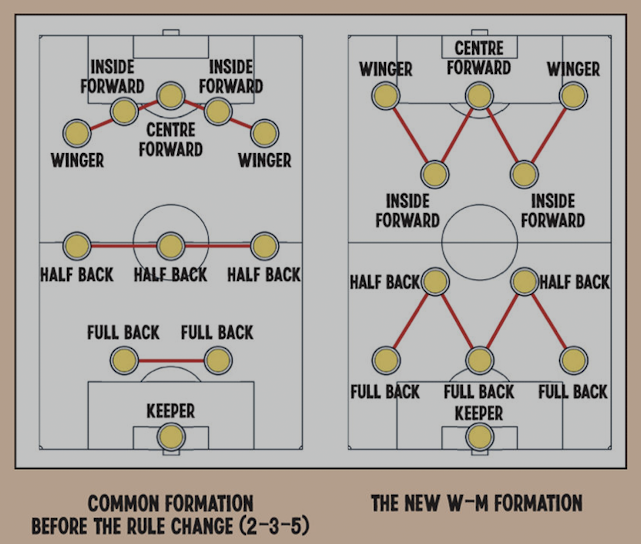 INSIDE
FORWARD
INSIDE
FORWARD
CENTRE
FORWARD
WINGER
WINGER
HALF BACK
HALF BACK
HALF BACK
FULL BACK
FULL BACK
KEEPER
COMMON FORMATION
BEFORE THE RULE CHANGE (2-3-5)
CENTRE
FORWARD
WINGER
WINGER
INSIDE
FORWARD
INSIDE
FORWARD
HALF BACK
HALF BACK
FULL BACK
FULL BACK
FULL BACK
KEEPER
THE NEW W-M FORMATION